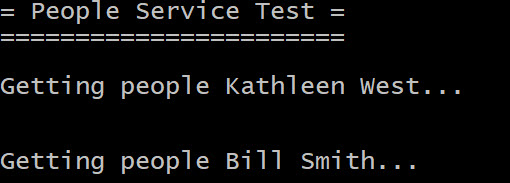 = People Service Test =
=======================
Getting people Kathleen West...
Getting people Bill Smith...